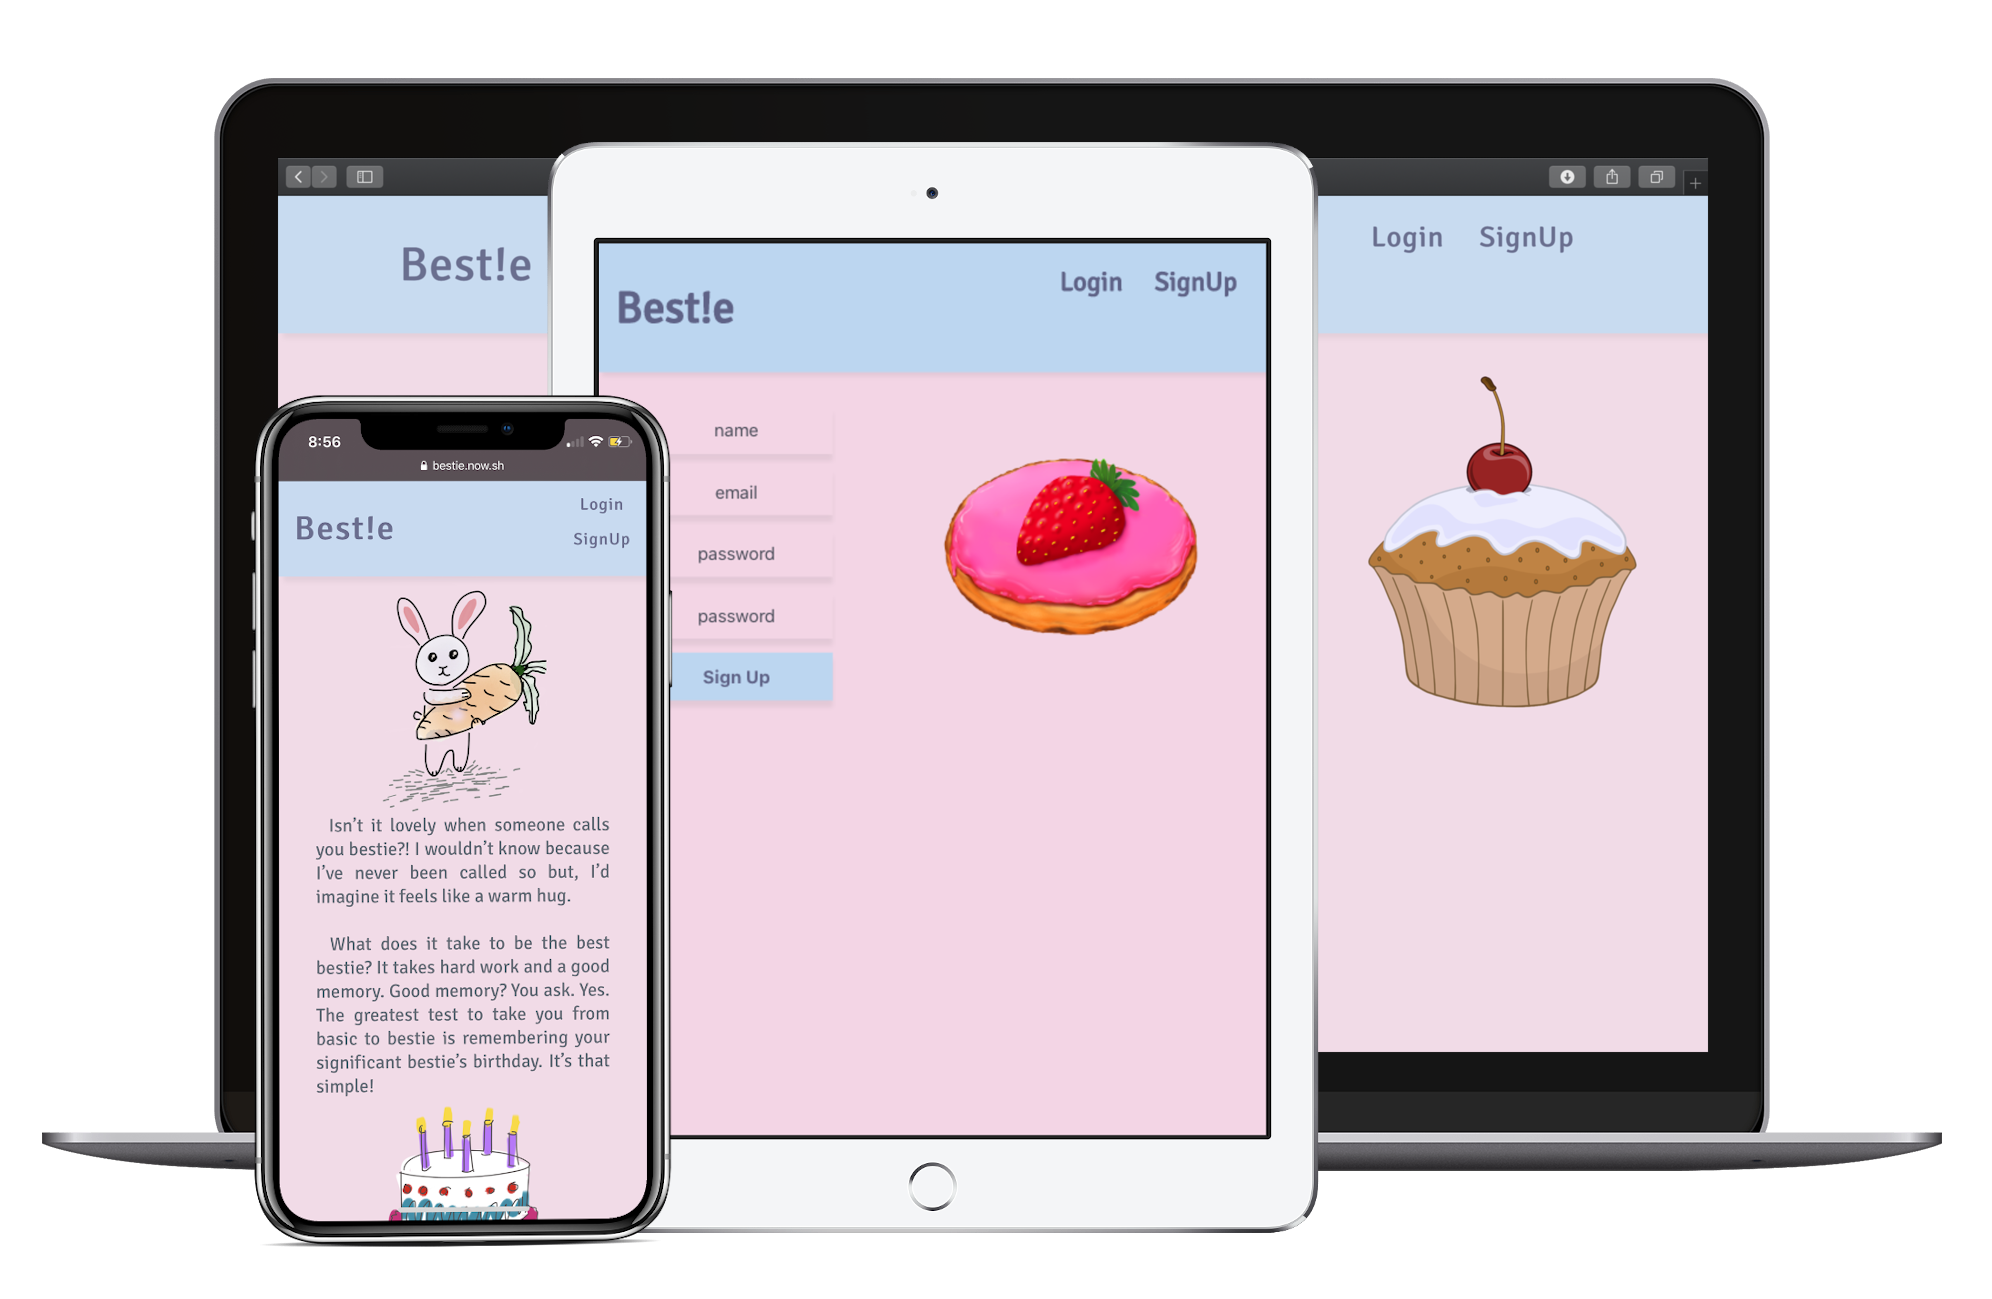 Best!e
Login SignUp
Best!e
Login SignUp
name
email
password
password
Sign Up
8:56
bestie.now.sh
Best!e
Login
SignUp
Isn't it lovely when someone calls
you bestie?! I wouldn't know because
I've never been called so but, I'd
imagine it feels like a warm hug.
What does it take to be the best
bestie? It takes hard work and a good
memory. Good memory? You ask. Yes.
The greatest test to take you from
basic to bestie is remembering your
significant bestie's birthday. It's that
simple!